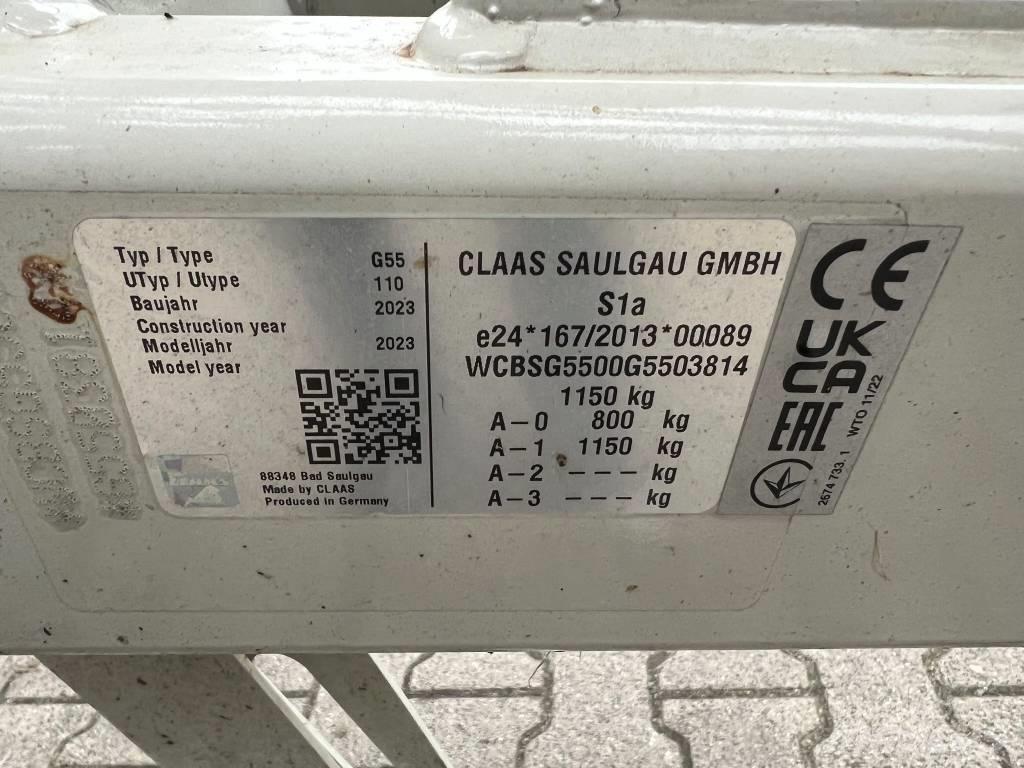 Typ / Type G55
UTyp / Utype 110
Baujahr 2023
Construction year
Modelljahr 2023
Model year
88348 Bad Saulgau
Made by CLAAS
Produced in Germany
CLAAS SAULGAU GMBH
S1a
e24*167/2013*00089
WCBSG5500G5503814
1150 kg
A-0 800 kg
A-1 1150 kg
A-2 --- kg
A-3 --- kg
CE
UK
CA
EAC
WTO 11/22
2674 733. 1